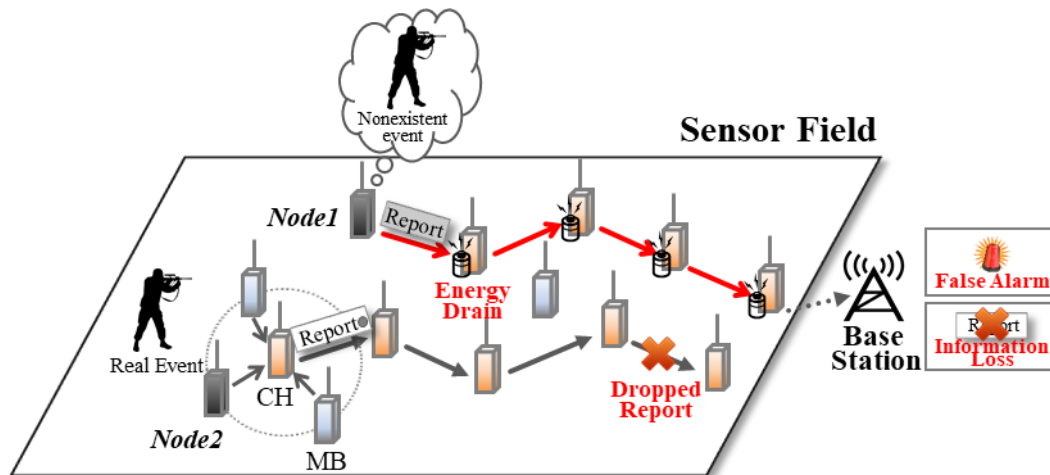 Nonexistent
event
Sensor Field
Node1
Report
Energy
Drain
False Alarm
Real Event
Report
CH
Base
Station
Report
Information
Loss
Dropped
Report
Node2
MB